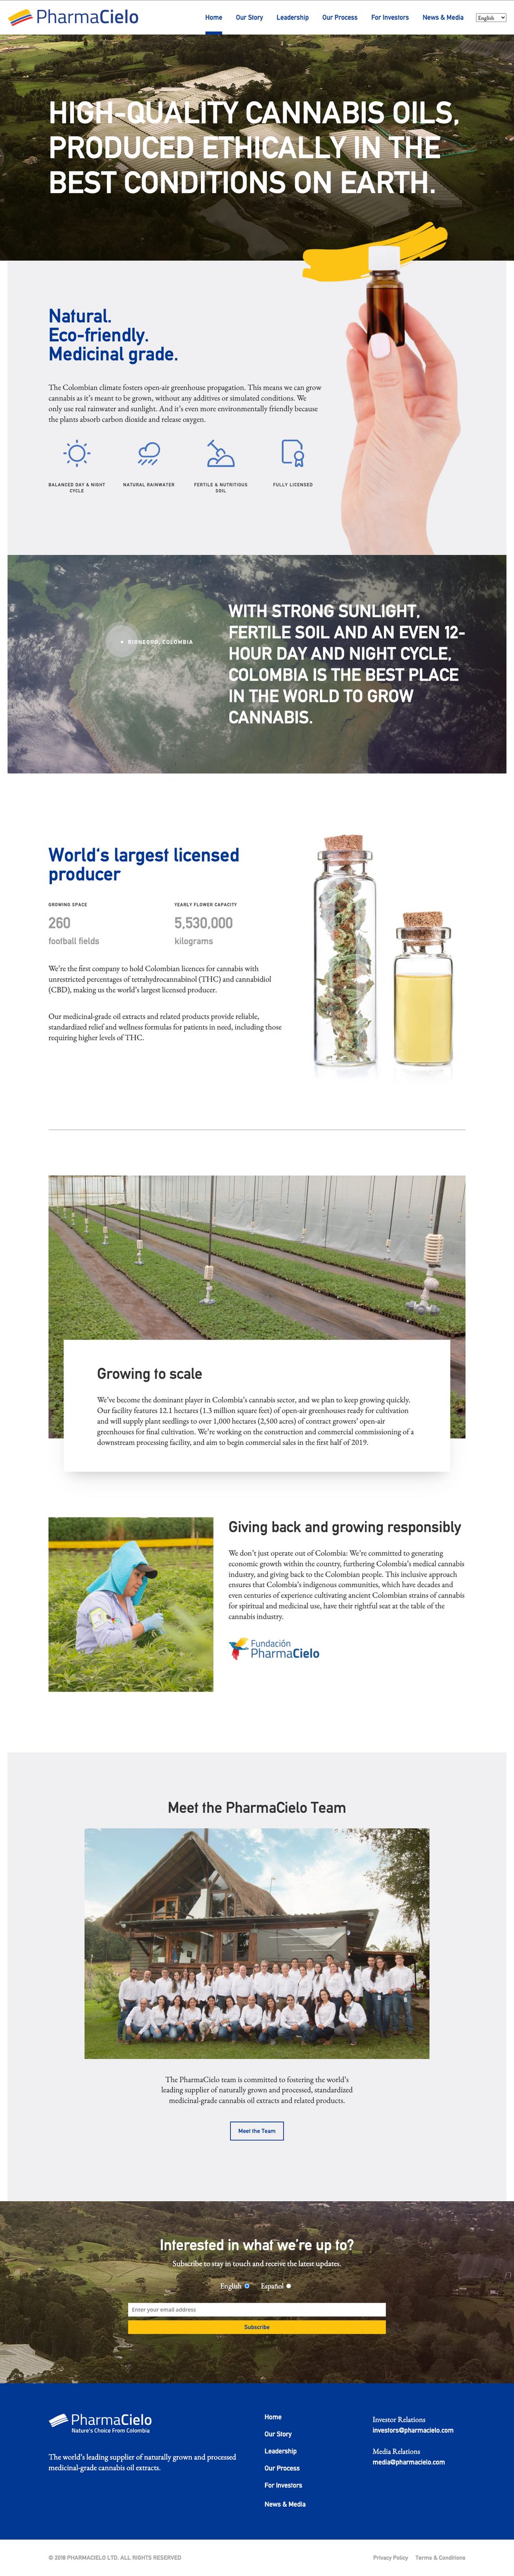 PharmaCielo
Home
Our Story
Leadership
Our Process
For Investors
News & Media
English
HIGH-QUALITY CANNABIS OILS,
PRODUCED ETHICALLY IN THE
BEST CONDITIONS ON EARTH.
Natural.
Eco-friendly.
Medicinal grade.
The Colombian climate fosters open-air greenhouse propagation. This means we can grow
cannabis as it's meant to be grown, without any additives or simulated conditions. We
only use real rainwater and sunlight. And it's even more environmentally friendly because
the plants absorb carbon dioxide and release oxygen.
BALANCED DAY & NIGHT
CYCLE
NATURAL RAINWATER
FERTILE & NUTRITIOUS
SOIL
FULLY LICENSED
RIONEGRO, COLOMBIA
WITH STRONG SUNLIGHT,
FERTILE SOIL AND AN EVEN 12-
HOUR DAY AND NIGHT CYCLE,
COLOMBIA IS THE BEST PLACE
IN THE WORLD TO GROW
CANNABIS.
World's largest licensed
producer
GROWING SPACE
260
football fields
YEARLY FLOWER CAPACITY
5,530,000
kilograms
We're the first company to hold Colombian licences for cannabis with
unrestricted percentages of tetrahydrocannabinol (THC) and cannabidiol
(CBD), making us the world's largest licensed producer.
Our medicinal-grade oil extracts and related products provide reliable,
standardized relief and wellness formulas for patients in need, including those
requiring higher levels of THC.
Growing to scale
We've become the dominant player in Colombia's cannabis sector, and we plan to keep growing quickly.
Our facility features 12.1 hectares (1.3 million square feet) of open-air greenhouses ready for cultivation
and will supply plant seedlings to over 1,000 hectares (2,500 acres) of contract growers' open-air
greenhouses for final cultivation. We're working on the construction and commercial commissioning of a
downstream processing facility, and aim to begin commercial sales in the first half of 2019.
Giving back and growing responsibly
We don't just operate out of Colombia: We're committed to generating
economic growth within the country, furthering Colombia's medical cannabis
industry, and giving back to the Colombian people. This inclusive approach
ensures that Colombia's indigenous communities, which have decades and
even centuries of experience cultivating ancient Colombian strains of cannabis
for spiritual and medicinal use, have their rightful seat at the table of the
cannabis industry.
Fundación
PharmaCielo
Meet the PharmaCielo Team
The PharmaCielo team is committed to fostering the world's
leading supplier of naturally grown and processed, standardized
medicinal-grade cannabis oil extracts and related products.
Meet the Team
Interested in what we're up to?
Subscribe to stay in touch and receive the latest updates.
English
Español
Enter your email address
Subscribe
PharmaCielo
Nature's Choice From Colombia
The world's leading supplier of naturally grown and processed
medicinal-grade cannabis oil extracts.
Home
Our Story
Leadership
Our Process
For Investors
News & Media
Investor Relations
investors@pharmacielo.com
Media Relations
media@pharmacielo.com
© 2018 PHARMACIELO LTD. ALL RIGHTS RESERVED
Privacy Policy
Terms & Conditions